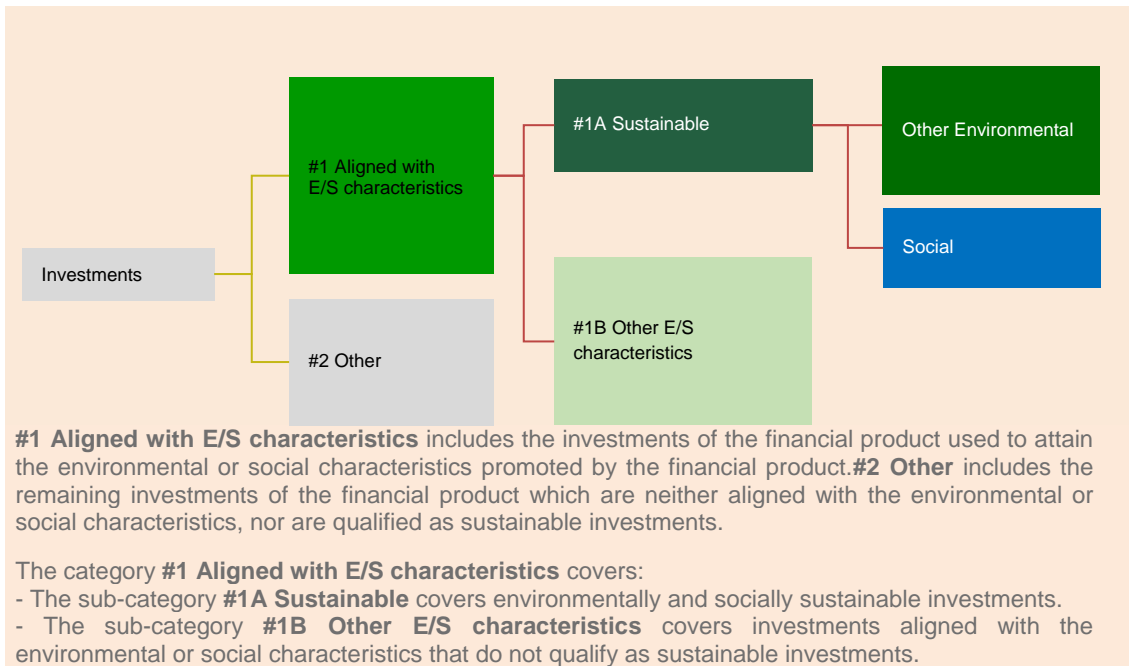 Investments
#1 Aligned with
E/S characteristics
#2 Other
#1A Sustainable
#1B Other E/S
characteristics
Other Environmental
Social
#1 Aligned with E/S characteristics includes the investments of the financial product used to attain
the environmental or social characteristics promoted by the financial product.#2 Other includes the
remaining investments of the financial product which are neither aligned with the environmental or
social characteristics, nor are qualified as sustainable investments.
The category #1 Aligned with E/S characteristics covers:
- The sub-category #1A Sustainable covers environmentally and socially sustainable investments.
- The sub-category #1B Other E/S characteristics covers investments aligned with the
environmental or social characteristics that do not qualify as sustainable investments.